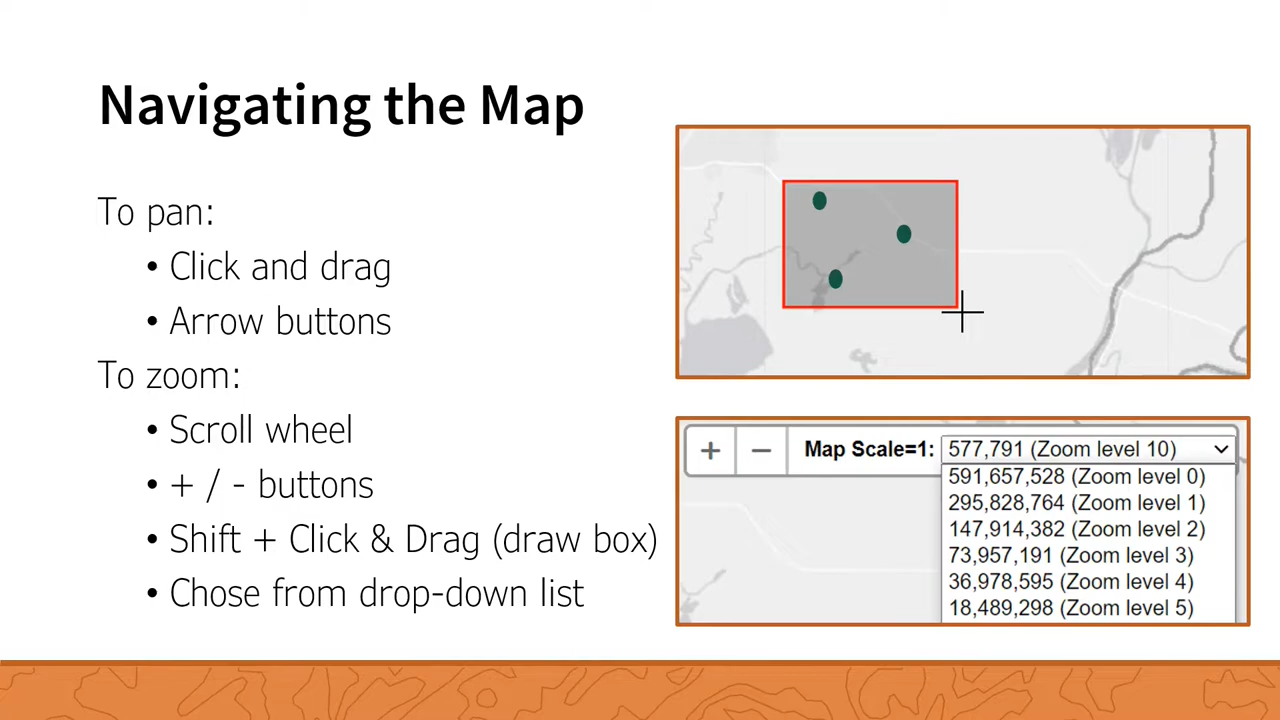 Navigating the Map
To pan:
• Click and drag
• Arrow buttons
To zoom:
• Scroll wheel
• + / - buttons
• Shift + Click & Drag (draw box)
• Chose from drop-down list
+ − Map Scale=1: 577,791 (Zoom level 10)
591,657,528 (Zoom level 0)
295,828,764 (Zoom level 1)
147,914,382 (Zoom level 2)
73,957,191 (Zoom level 3)
36,978,595 (Zoom level 4)
18,489,298 (Zoom level 5)